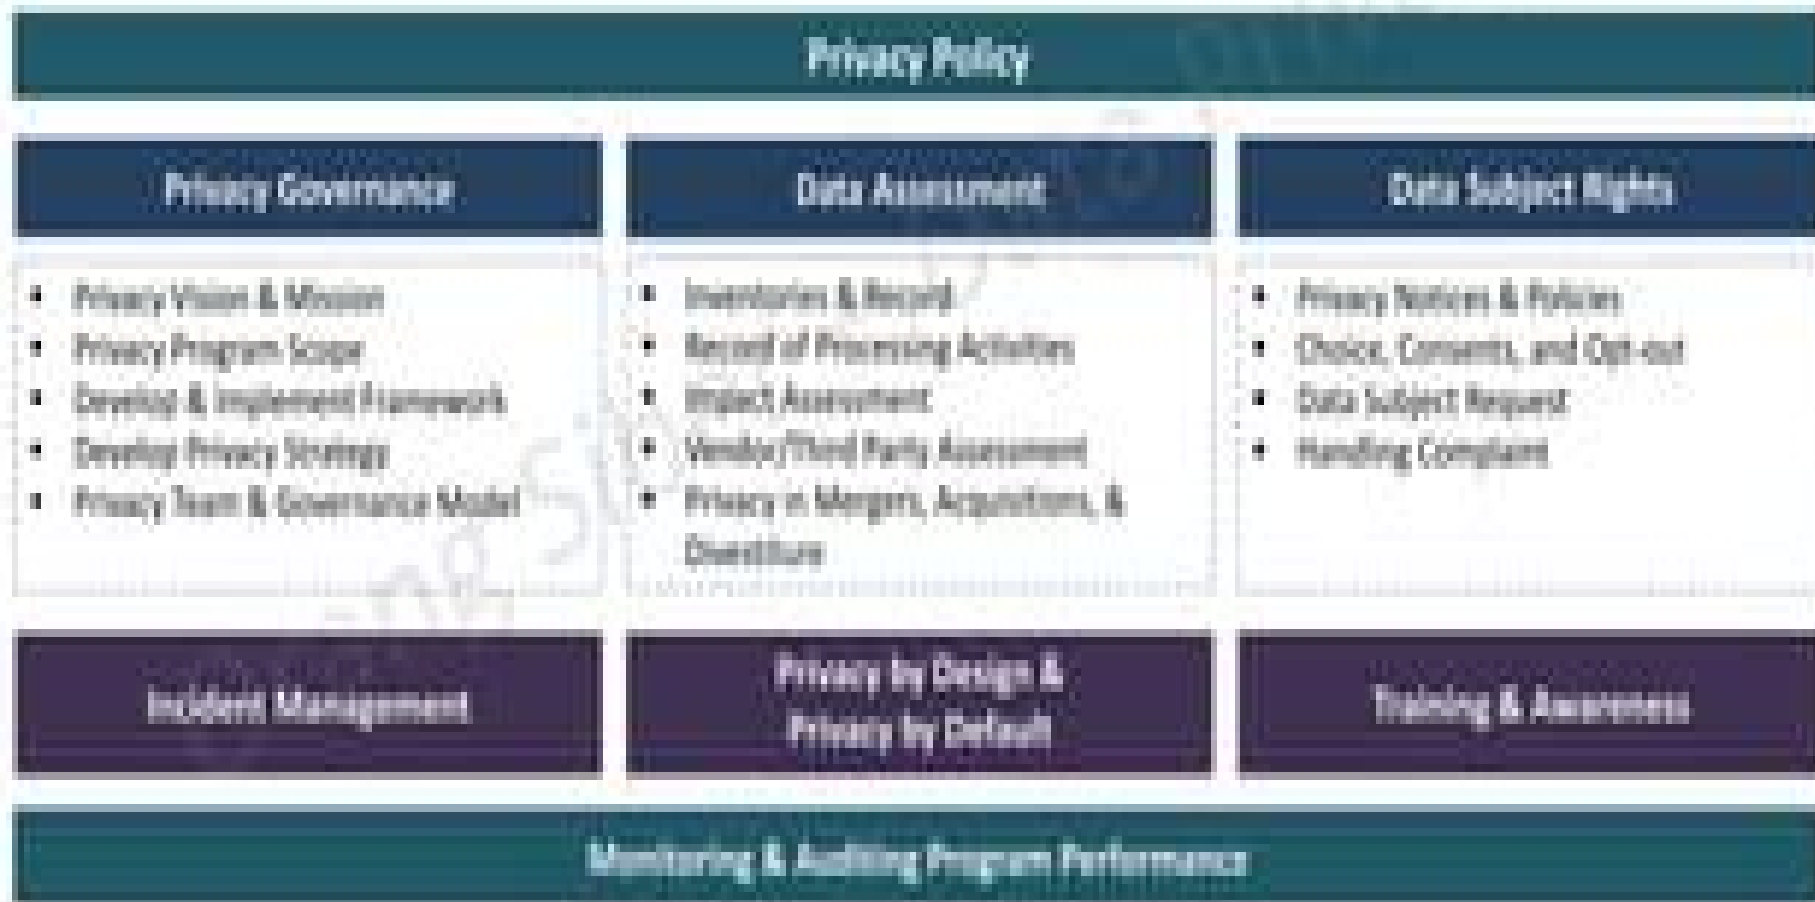 Privacy Policy
Privacy Governance
Data Assessment
Data Subject Rights
▪ Privacy Vision & Mission
▪ Privacy Program Scope
▪ Develop & Implement Framework
▪ Develop Privacy Strategy
▪ Privacy Team & Governance Model
▪ Inventories & Record
▪ Record of Processing Activities
▪ Impact Assessment
▪ Vendor/Third Party Assessment
▪ Privacy in Mergers, Acquisitions, &
Divestiture
▪ Privacy Notices & Policies
▪ Choice, Consents, and Opt-out
▪ Data Subject Request
▪ Handling Complaint
Incident Management
Privacy by Design &
Privacy by Default
Training & Awareness
Monitoring & Auditing Program Performance